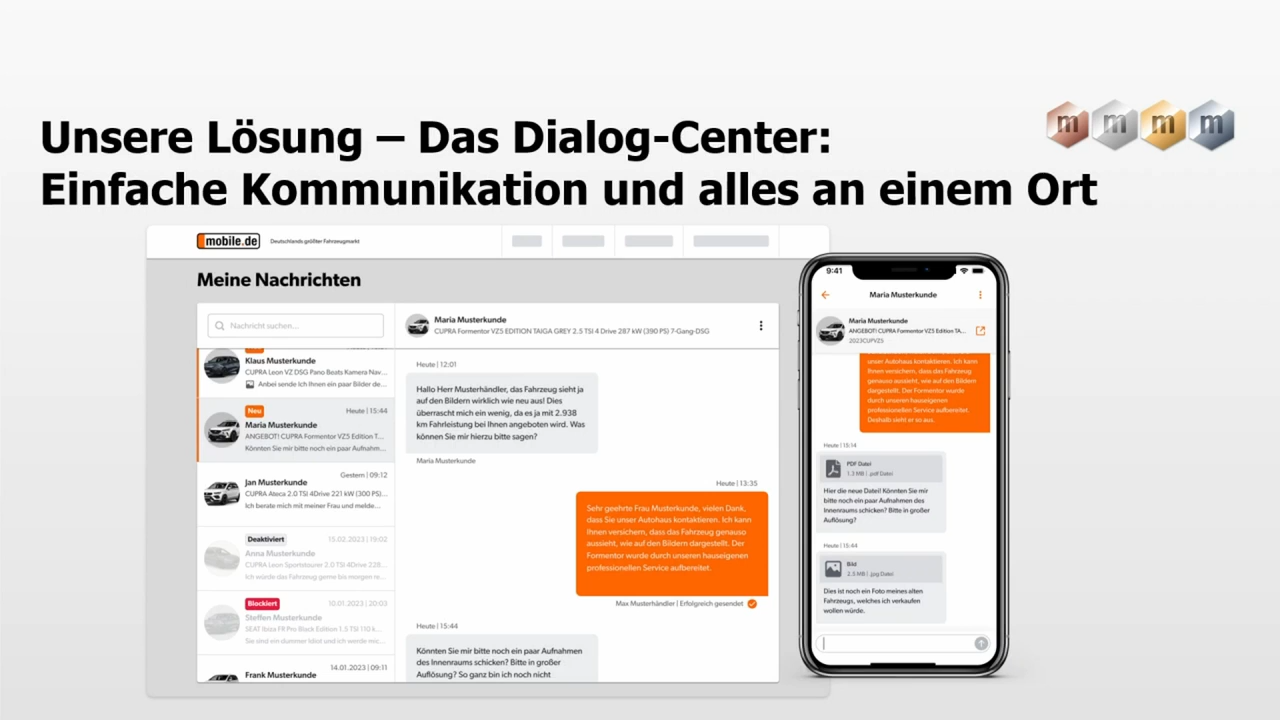 Unsere Lösung – Das Dialog-Center:
Einfache Kommunikation und alles an einem Ort
m m m m
mobile.de
Deutschlands größter Fahrzeugmarkt
Meine Nachrichten
Nachricht suchen...
Klaus Musterkunde
CUPRA Leon VZ DSG Pano Beats Kamera Nav...
Anbei sende Ich Ihnen ein paar Bilder de...
Neu
Heute | 15:44
Maria Musterkunde
ANGEBOT! CUPRA Formentor VZ5 Edition T...
Könnten Sie mir bitte noch ein paar Aufnahm...
Gestern | 09:12
Jan Musterkunde
CUPRA Ateca 2.0 TSI 4Drive 221 kW (300 PS)...
Ich berate mich mit meiner Frau und melde...
Deaktiviert
15.02.2023 | 19:02
Anna Musterkunde
CUPRA Leon Sportstourer 2.0 TSI 4Drive 228...
Ich würde das Fahrzeug gerne bis morgen re...
Blockiert
10.01.2023 | 20:03
Steffen Musterkunde
SEAT Ibiza FR Pro Black Edition 1.5 TSI 110 k...
Sie sind ein dummer Idiot und ich werde mic...
14.01.2023 | 09:11
Frank Musterkunde
Maria Musterkunde
CUPRA Formentor VZ5 EDITION TAIGA GREY 2.5 TSI 4 Drive 287 kW (390 PS) 7-Gang-DSG
Heute | 12:01
Hallo Herr Musterhändler, das Fahrzeug sieht ja
auf den Bildern wirklich wie neu aus! Dies
überrascht mich ein wenig, da es ja mit 2.938
km Fahrleistung bei Ihnen angeboten wird. Was
können Sie mir hierzu bitte sagen?
Maria Musterkunde
Heute | 13:35
Sehr geehrte Frau Musterkunde, vielen Dank,
dass Sie unser Autohaus kontaktieren. Ich kann
Ihnen versichern, dass das Fahrzeug genauso
aussieht, wie auf den Bildern dargestellt. Der
Formentor wurde durch unseren hauseigenen
professionellen Service aufbereitet.
Max Musterhändler | Erfolgreich gesendet
Heute | 15:44
Könnten Sie mir bitte noch ein paar Aufnahmen
des Innenraums schicken? Bitte in großer
Auflösung? So ganz bin ich noch nicht
9:41
Maria Musterkunde
Maria Musterkunde
ANGEBOT! CUPRA Formentor VZ5 Edition TA...
2023CUPVZ5
unser Autohaus kontaktieren. Ich kann
Ihnen versichern, dass das Fahrzeug
genauso aussieht, wie auf den Bildern
dargestellt. Der Formentor wurde
durch unseren hauseigenen
professionellen Service aufbereitet.
Deshalb sieht er so aus.
Heute | 15:14
PDF Datei
1.3 MB | .pdf Datei
Hier die neue Datei! Könnten Sie mir
bitte noch ein paar Aufnahmen des
Innenraums schicken? Bitte in großer
Auflösung?
Heute | 15:44
Bild
2.3 MB | .jpg Datei
Dies ist noch ein Foto meines alten
Fahrzeugs, welches ich verkaufen
wollen würde.